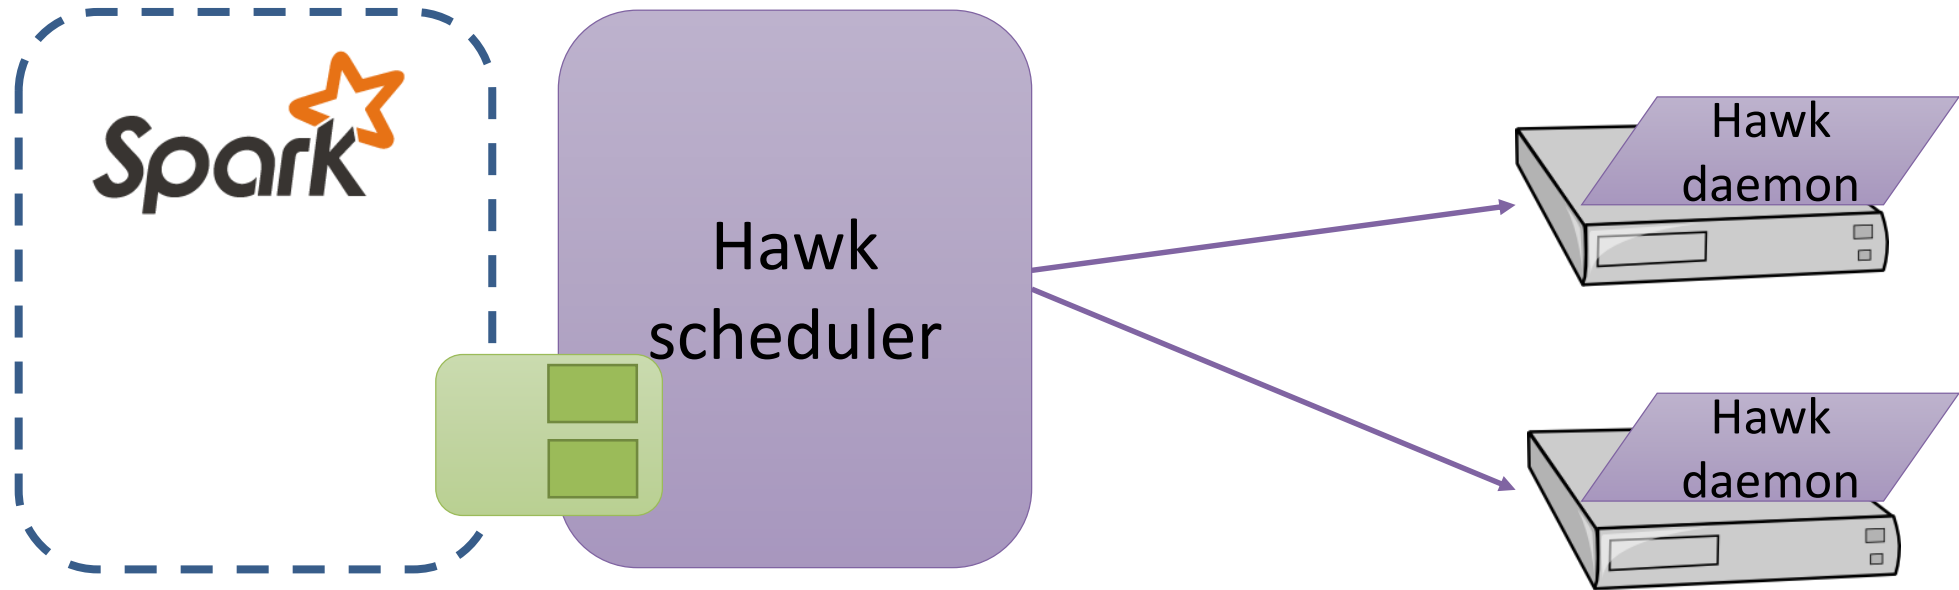 Spark
Hawk
scheduler
Hawk
daemon
Hawk
daemon